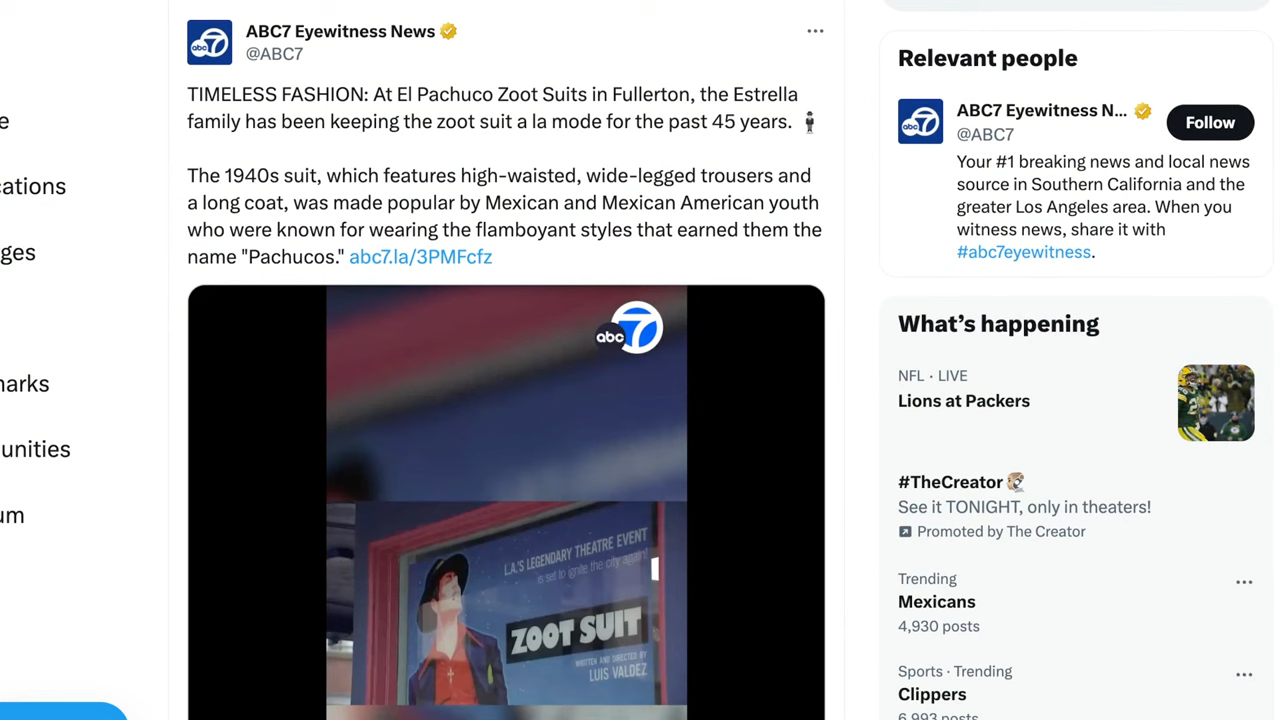 e
cations
ges
narks
unities
um
ABC7 Eyewitness News
@ABC7
TIMELESS FASHION: At El Pachuco Zoot Suits in Fullerton, the Estrella
family has been keeping the zoot suit a la mode for the past 45 years. 🕴
The 1940s suit, which features high-waisted, wide-legged trousers and
a long coat, was made popular by Mexican and Mexican American youth
who were known for wearing the flamboyant styles that earned them the
name "Pachucos." abc7.la/3PMFcfz
abc 7
L.A.'S LEGENDARY THEATRE EVENT
is set to ignite the city again!
ZOOT SUIT
WRITTEN AND DIRECTED BY
LUIS VALDEZ
Relevant people
ABC7 Eyewitness N...
@ABC7
Follow
Your #1 breaking news and local news
source in Southern California and the
greater Los Angeles area. When you
witness news, share it with
#abc7eyewitness.
What's happening
NFL · LIVE
Lions at Packers
#TheCreator
See it TONIGHT, only in theaters!
Promoted by The Creator
Trending
Mexicans
4,930 posts
Sports · Trending
Clippers
6,993 posts